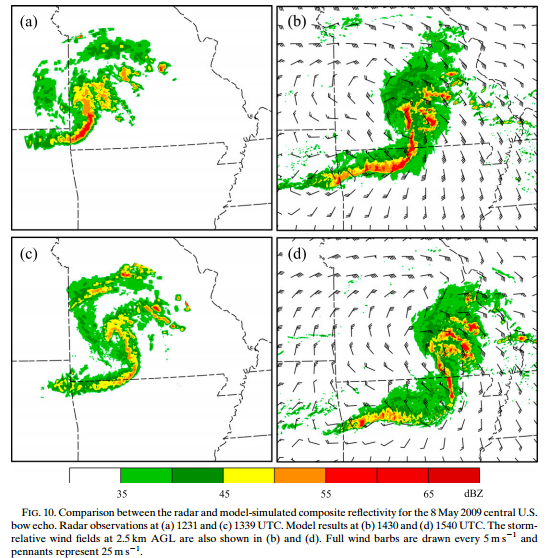 (a)
(b)
(c)
(d)
35 45 55 65 dBZ
FIG. 10. Comparison between the radar and model-simulated composite reflectivity for the 8 May 2009 central U.S.
bow echo. Radar observations at (a) 1231 and (c) 1339 UTC. Model results at (b) 1430 and (d) 1540 UTC. The storm-
relative wind fields at 2.5 km AGL are also shown in (b) and (d). Full wind barbs are drawn every 5 m s⁻¹ and
pennants represent 25 m s⁻¹.